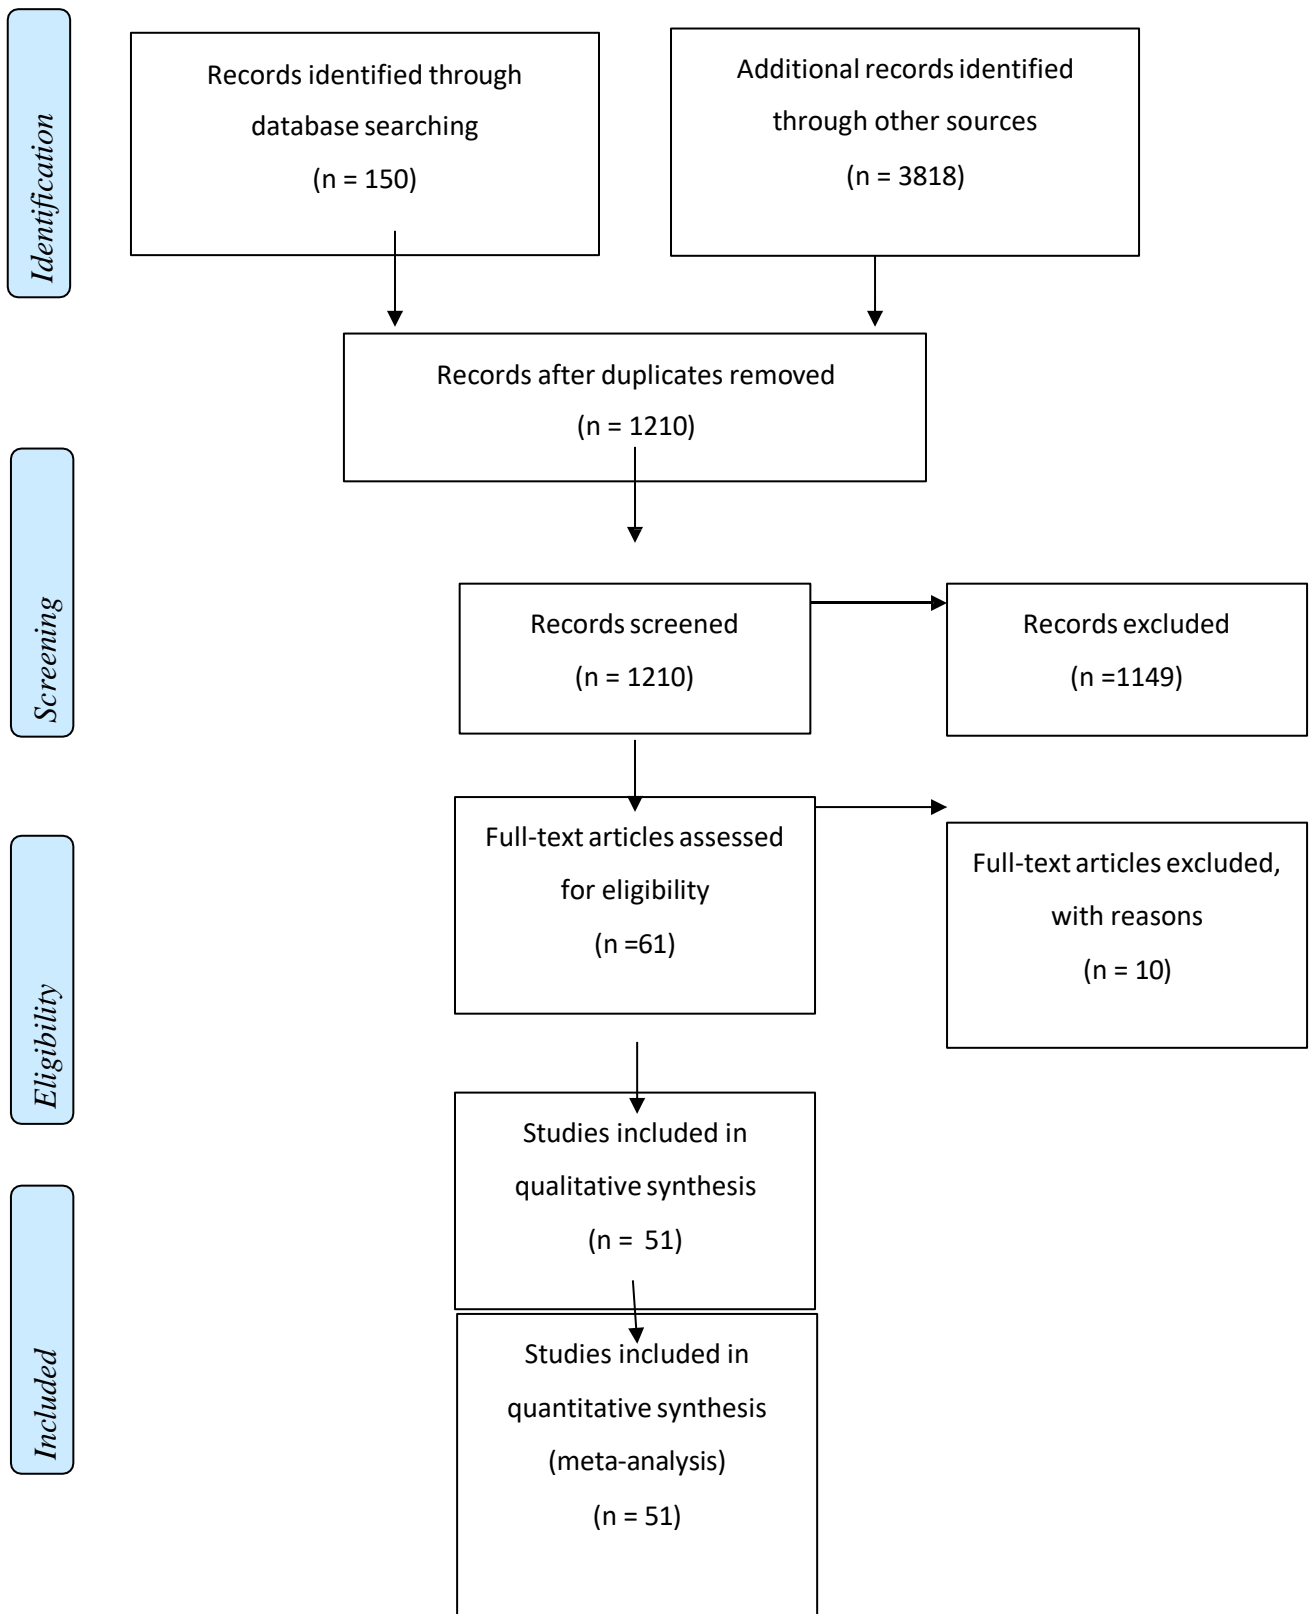 Identification
Records identified through
database searching
(n = 150)
Additional records identified
through other sources
(n = 3818)
Records after duplicates removed
(n = 1210)
Screening
Records screened
(n = 1210)
Records excluded
(n =1149)
Eligibility
Full-text articles assessed
for eligibility
(n =61)
Full-text articles excluded,
with reasons
(n = 10)
Studies included in
qualitative synthesis
(n = 51)
Included
Studies included in
quantitative synthesis
(meta-analysis)
(n = 51)